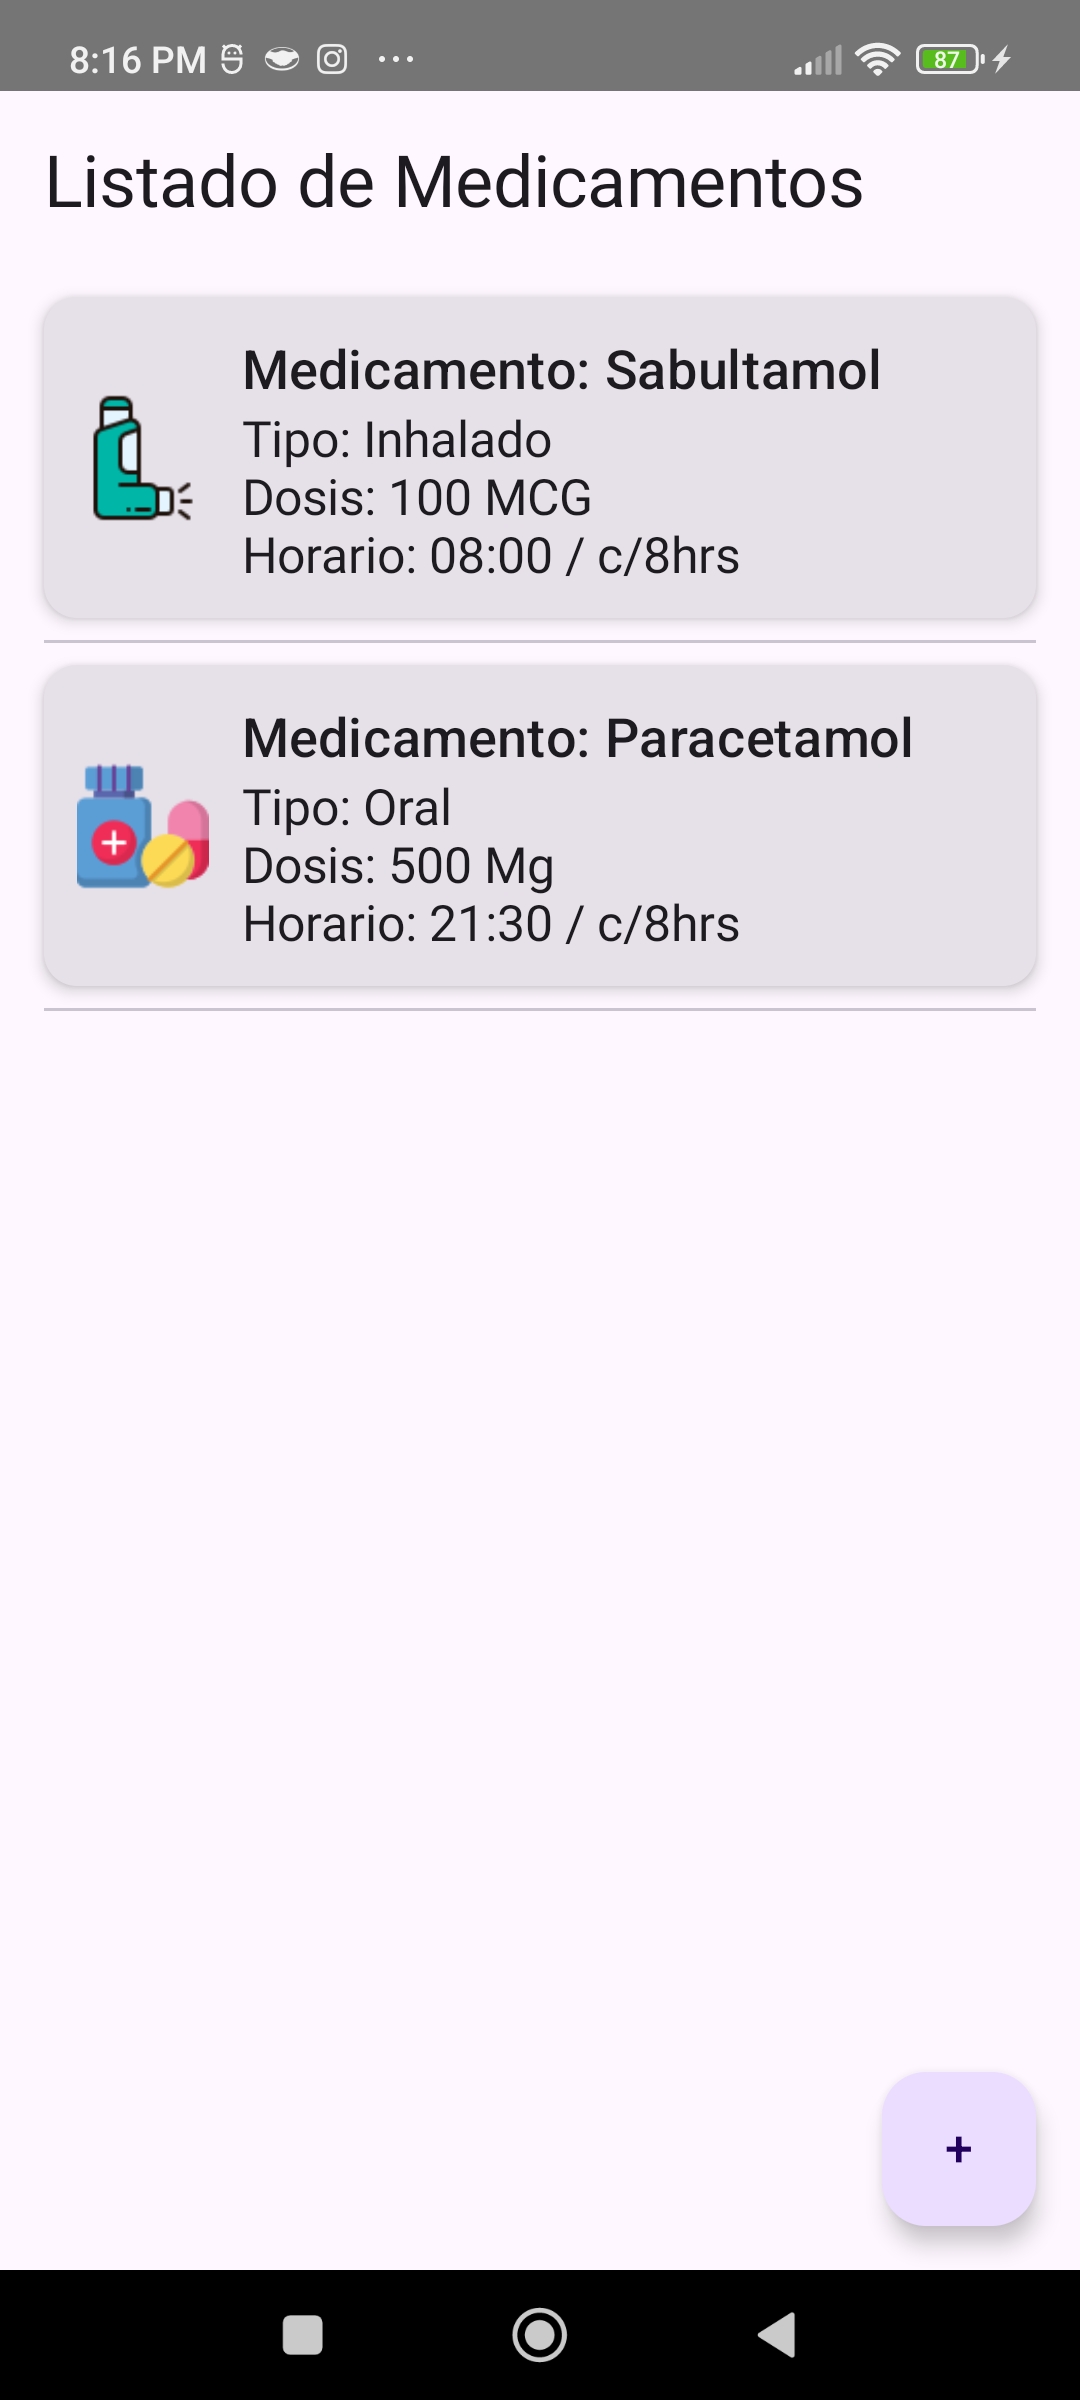 8:16 PM
87
Listado de Medicamentos
Medicamento: Sabultamol
Tipo: Inhalado
Dosis: 100 MCG
Horario: 08:00 / c/8hrs
Medicamento: Paracetamol
Tipo: Oral
Dosis: 500 Mg
Horario: 21:30 / c/8hrs
+